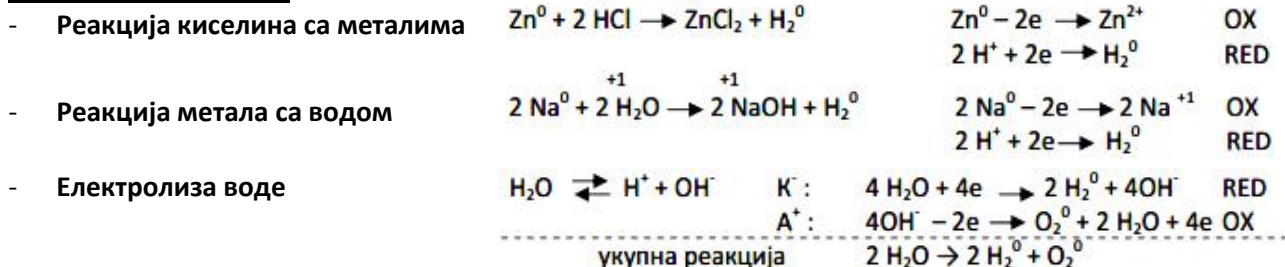 - Реакција киселина са металима Zn⁰ + 2 HCl → ZnCl₂ + H₂⁰ Zn⁰ – 2e → Zn²⁺ OX
2 H⁺ + 2e → H₂⁰ RED
+1 +1
- Реакција метала са водом 2 Na⁰ + 2 H₂O → 2 NaOH + H₂⁰ 2 Na⁰ – 2e → 2 Na ⁺¹ OX
2 H⁺ + 2e → H₂⁰ RED
- Електролиза воде H₂O ⇄ H⁺ + OH⁻ K⁻ : 4 H₂O + 4e → 2 H₂⁰ + 4OH⁻ RED
A⁺ : 4OH⁻ – 2e → O₂⁰ + 2 H₂O + 4e OX
укупна реакција 2 H₂O → 2 H₂⁰ + O₂⁰